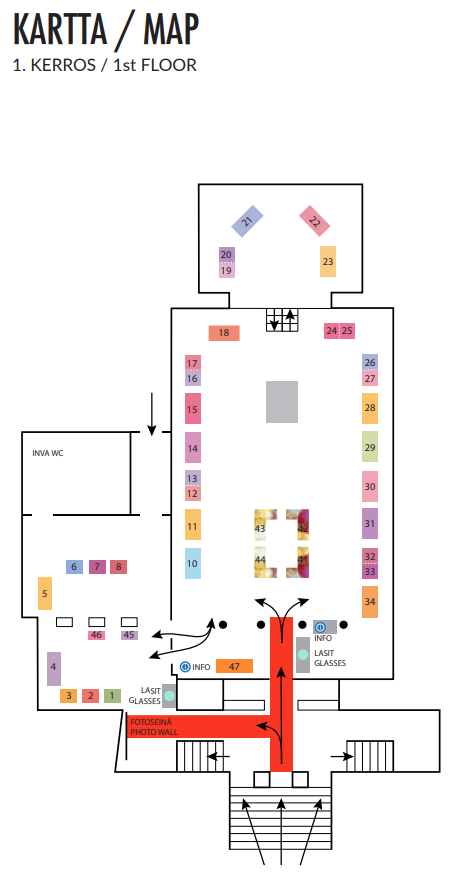 KARTTA / MAP
1. KERROS / 1st FLOOR
21
22
20
19
23
18
24 25
17
16
26
27
15
28
14
29
INVA WC
13
12
30
11
43
42
31
10
44
41
32
33
6 7 8
5
34
46 45
INFO
4
INFO
47
LASIT
GLASSES
3 2 1
LASIT
GLASSES
FOTOSEINÄ
PHOTO WALL